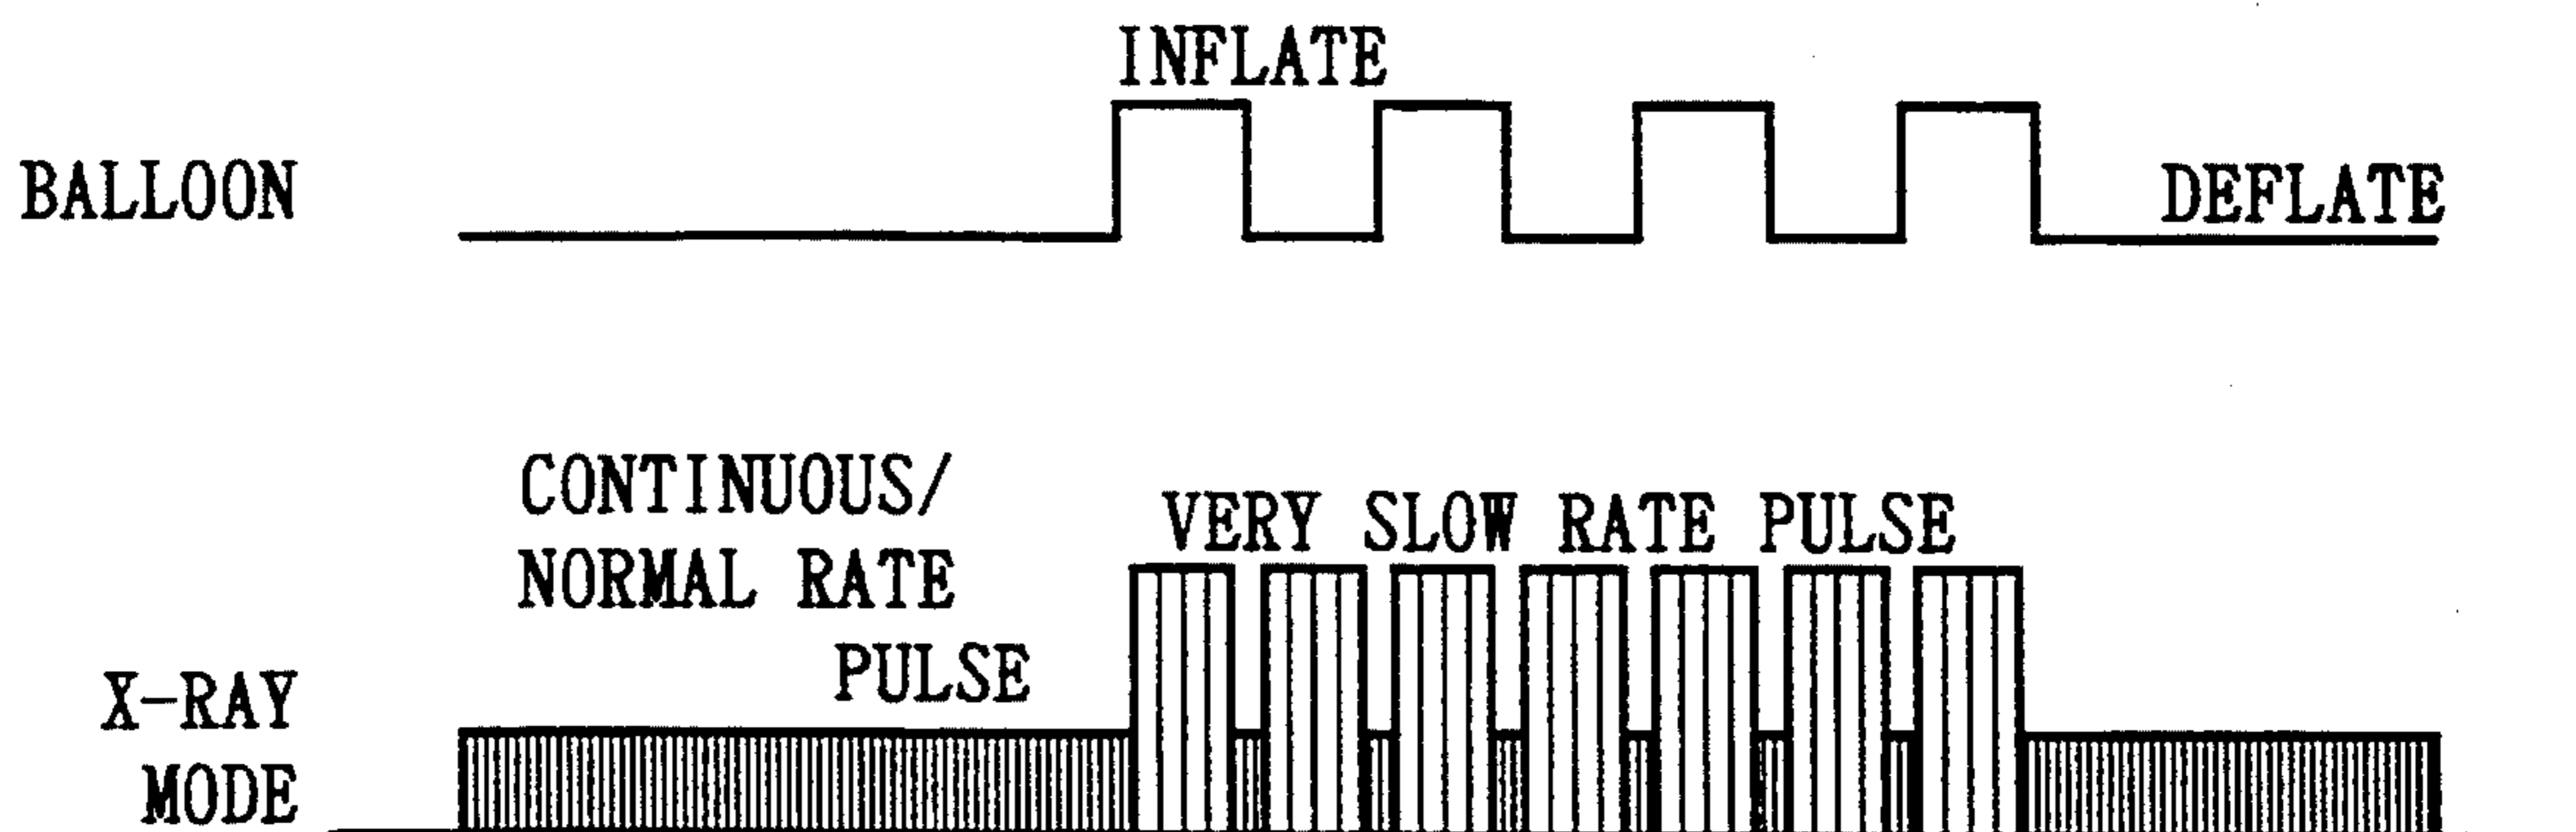 INFLATE
BALLOON
DEFLATE
CONTINUOUS/
NORMAL RATE
PULSE
VERY SLOW RATE PULSE
X-RAY
MODE